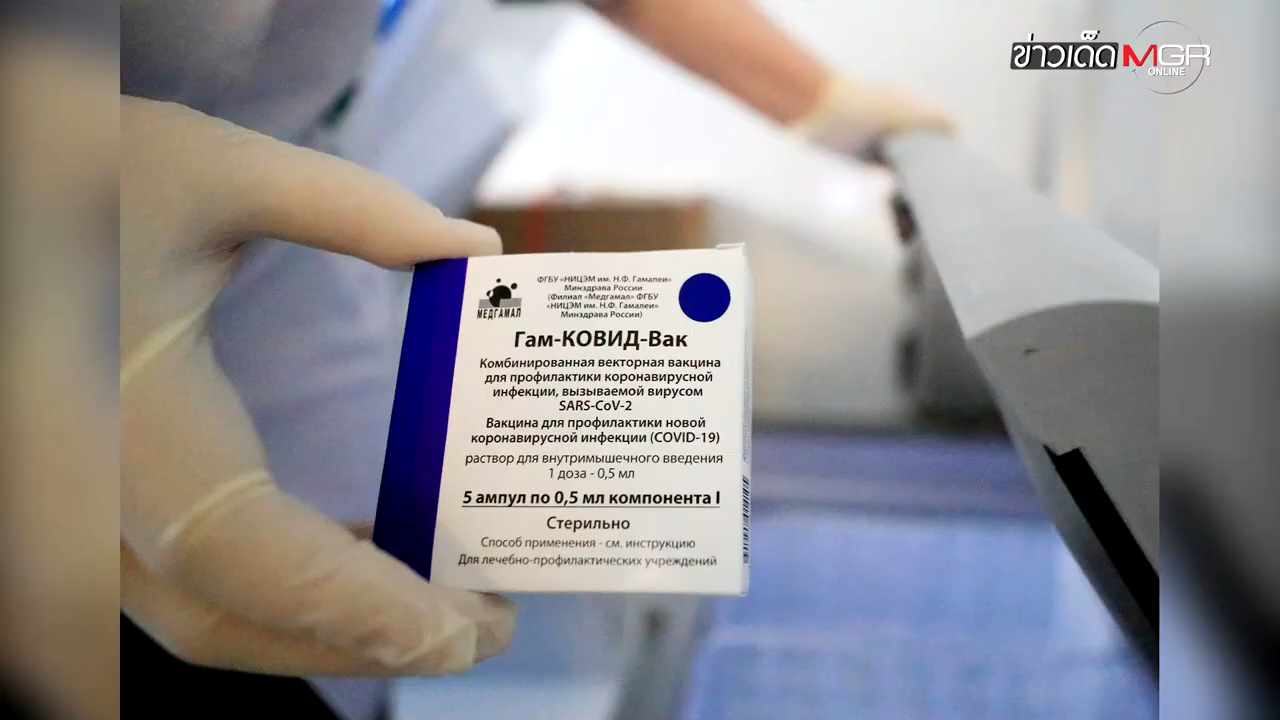 ข่าวเด็ด MGR
ONLINE
ФГБУ «НИЦЭМ им. Н.Ф. Гамалеи»
Минздрава России
(Филиал «Медгамал» ФГБУ
«НИЦЭМ им. Н.Ф. Гамалеи»
Минздрава России)
МЕДГАМАЛ
Гам-КОВИД-Вак
Комбинированная векторная вакцина
для профилактики коронавирусной
инфекции, вызываемой вирусом
SARS-CoV-2
Вакцина для профилактики новой
коронавирусной инфекции (COVID-19)
раствор для внутримышечного введения
1 доза - 0,5 мл
5 ампул по 0,5 мл компонента I
Стерильно
Способ применения - см. инструкцию
Для лечебно-профилактических учреждений